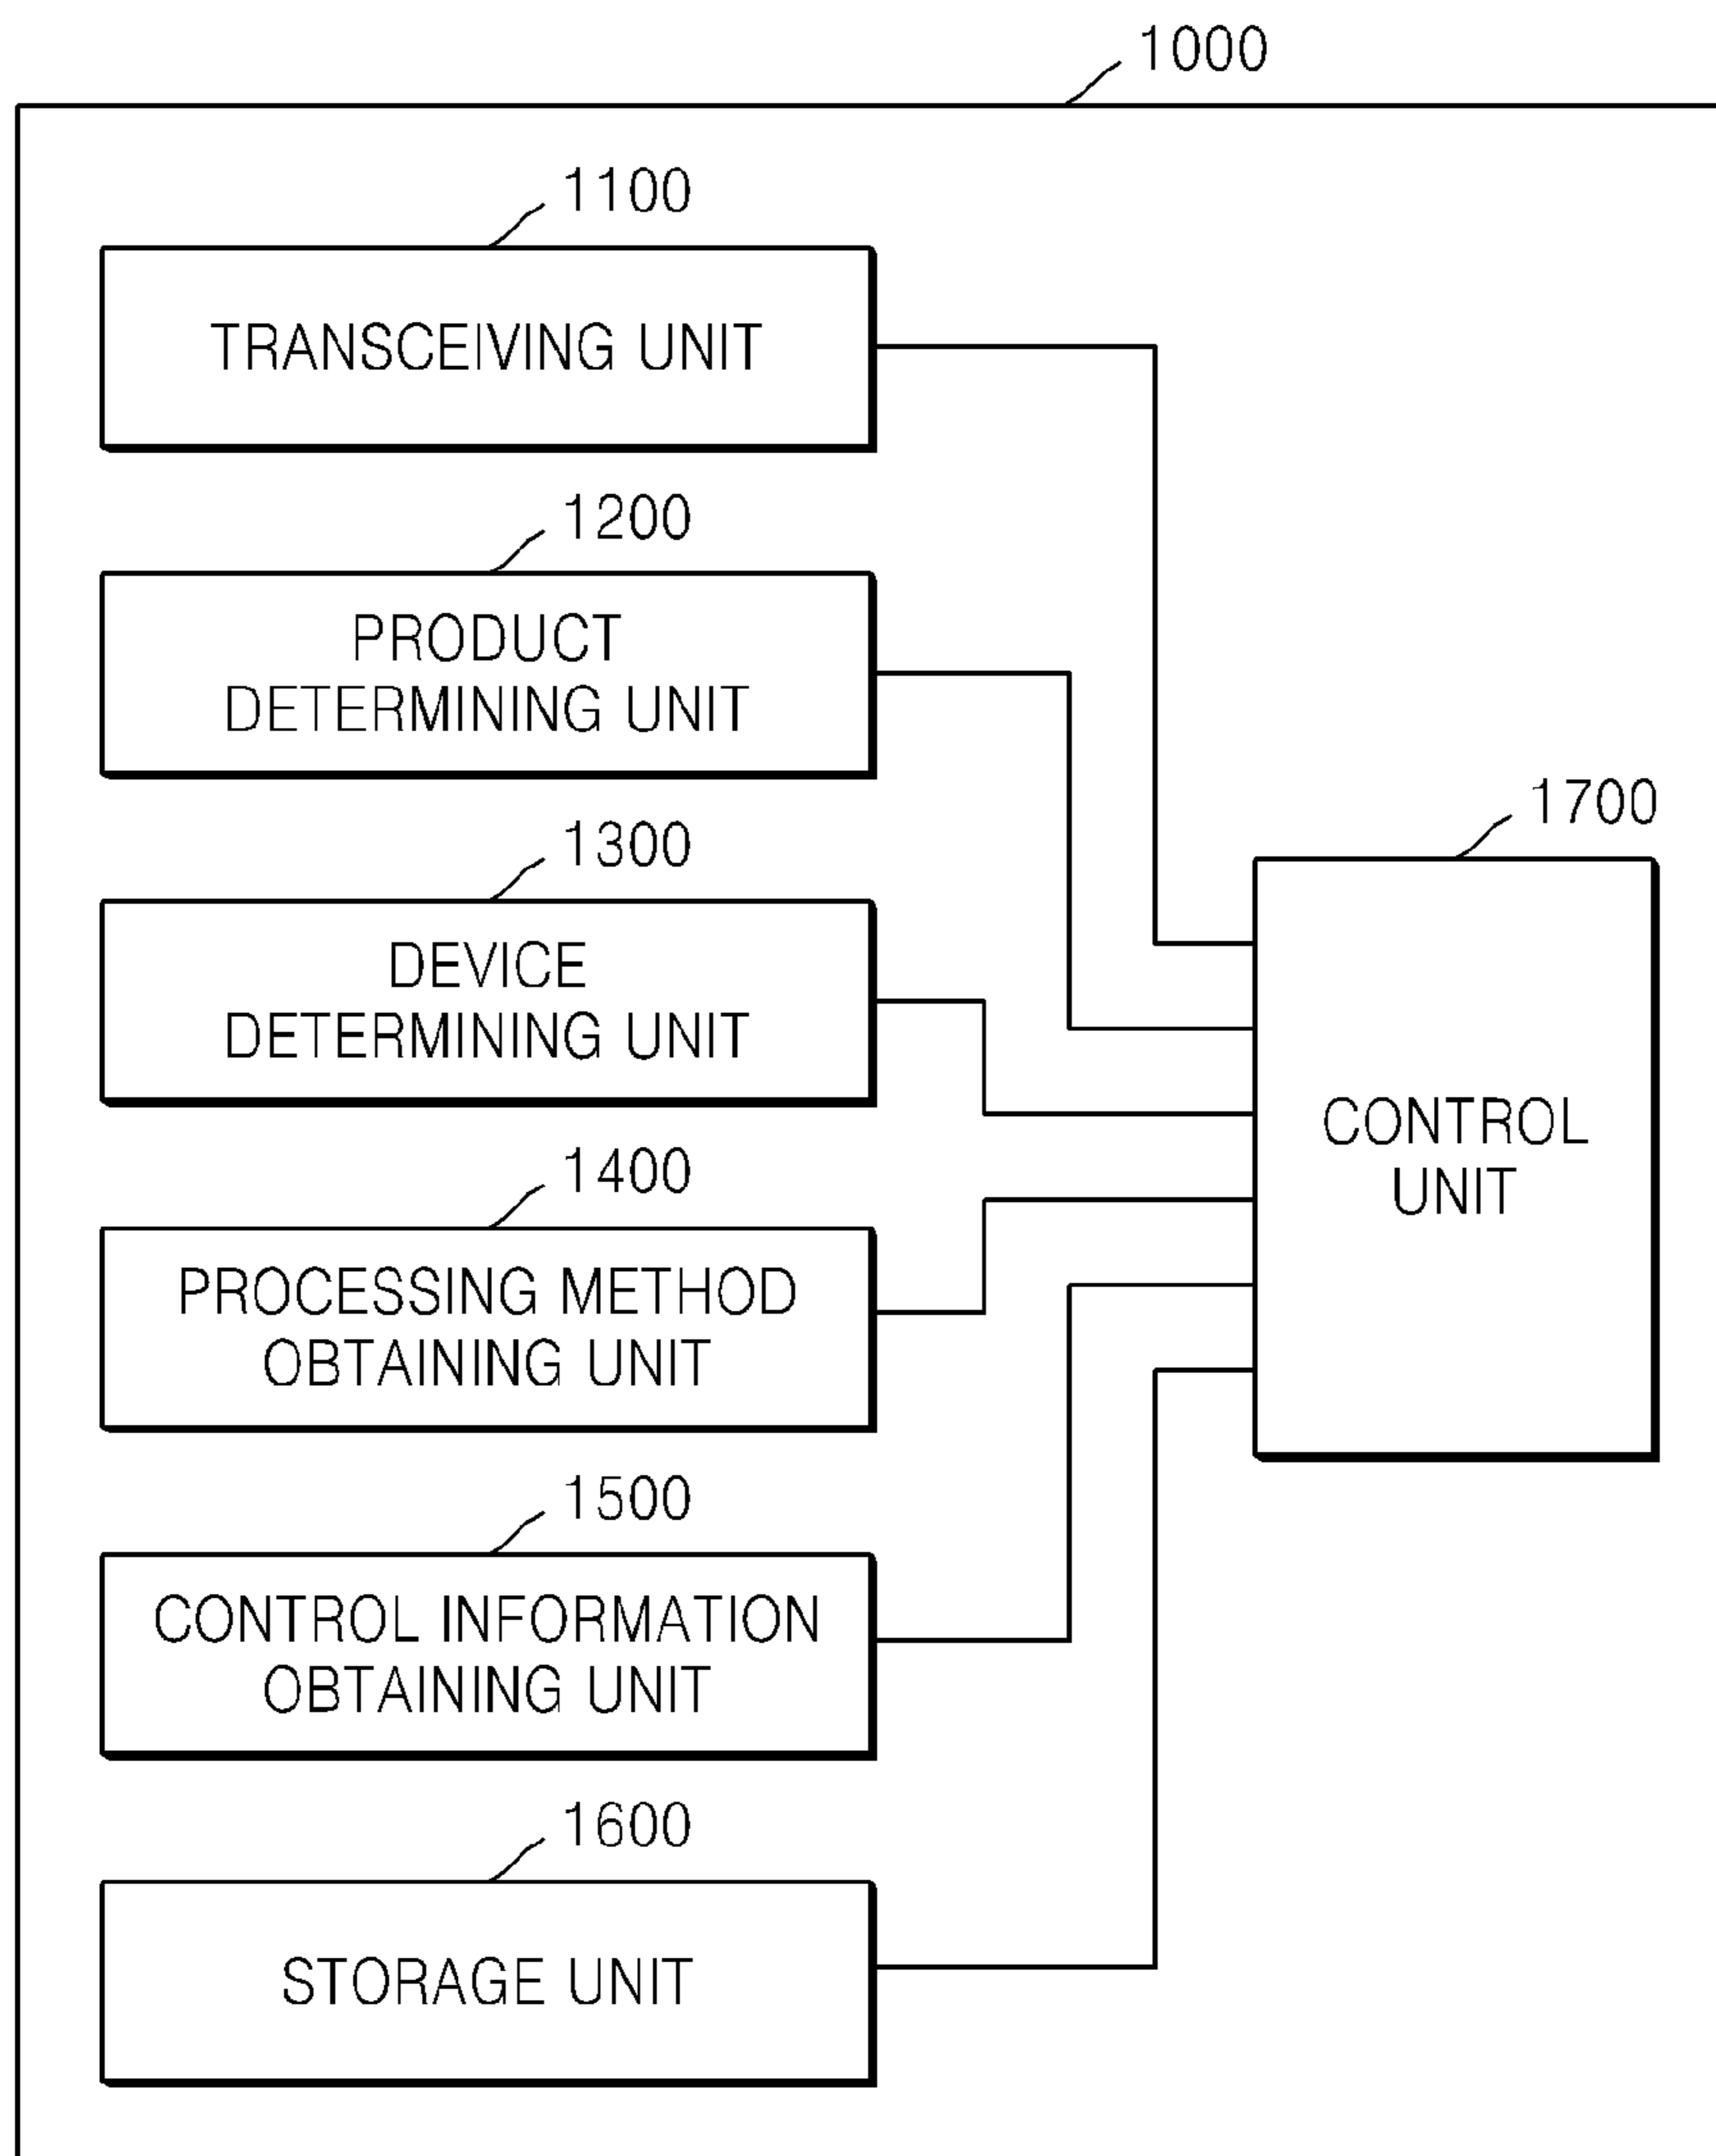 1000
1100
TRANSCEIVING UNIT
1200
PRODUCT
DETERMINING UNIT
1300
DEVICE
DETERMINING UNIT
1400
PROCESSING METHOD
OBTAINING UNIT
1500
CONTROL INFORMATION
OBTAINING UNIT
1600
STORAGE UNIT
1700
CONTROL
UNIT